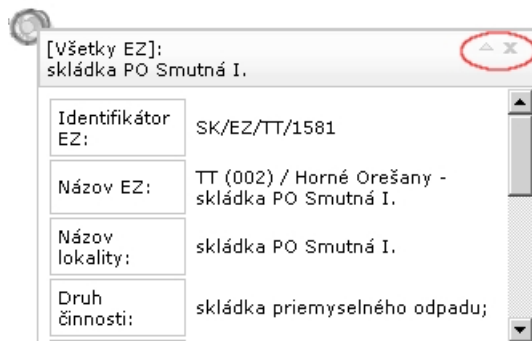 [Všetky EZ]:
skládka PO Smutná I.
Identifikátor
EZ:
SK/EZ/TT/1581
Názov EZ:
TT (002) / Horné Orešany -
skládka PO Smutná I.
Názov
lokality:
skládka PO Smutná I.
Druh
činnosti:
skládka priemyselného odpadu;